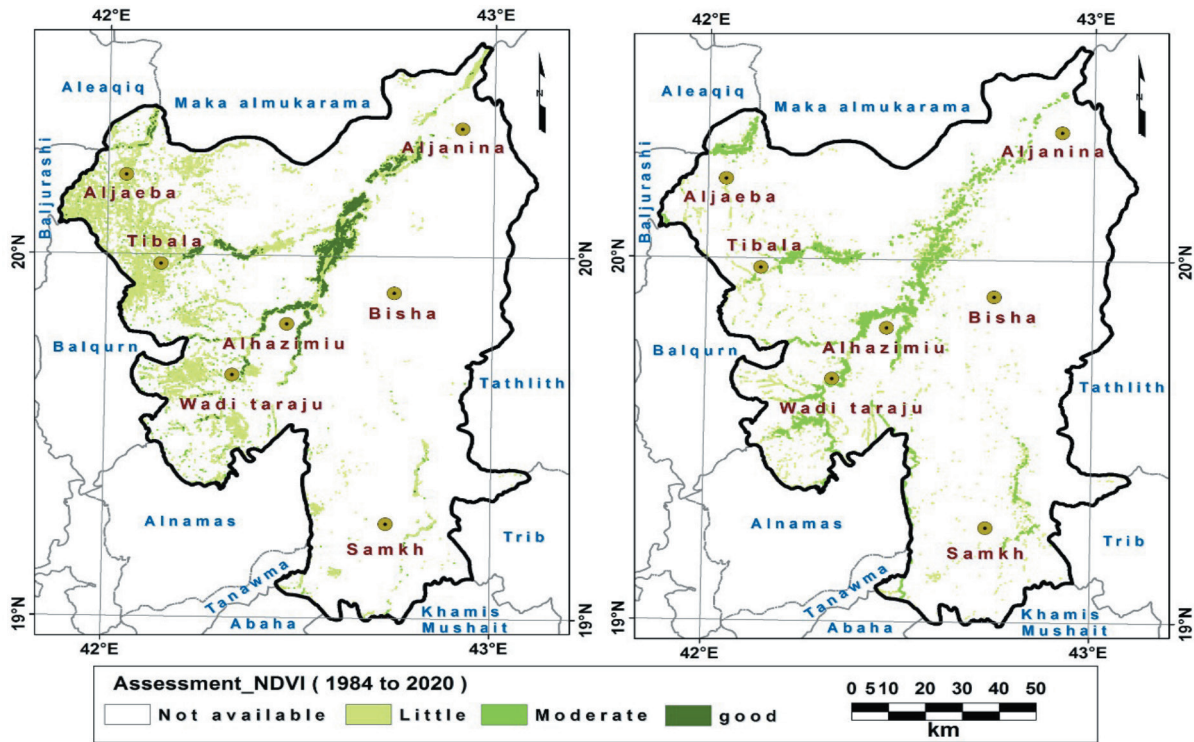 42°E
43°E
42°E
43°E
Aleaqiq
Maka almukarama
N
Aljanina
Baljurashi
Aljaeba
Tibala
20°N
20°N
Bisha
Alhazimiu
Balqurn
Tathlith
Wadi taraju
Alnamas
Samkh
Trib
Tanawma
Khamis
Mushait
Abaha
19°N
19°N
42°E
43°E
Aleaqiq
Maka almukarama
N
Aljanina
Baljurashi
Aljaeba
Tibala
20°N
20°N
Bisha
Alhazimiu
Balqurn
Tathlith
Wadi taraju
Alnamas
Samkh
Trib
Tanawma
Khamis
Mushait
Abaha
19°N
19°N
42°E
43°E
Assessment_NDVI ( 1984 to 2020 )
Not available Little Moderate good
0 510 20 30 40 50
km